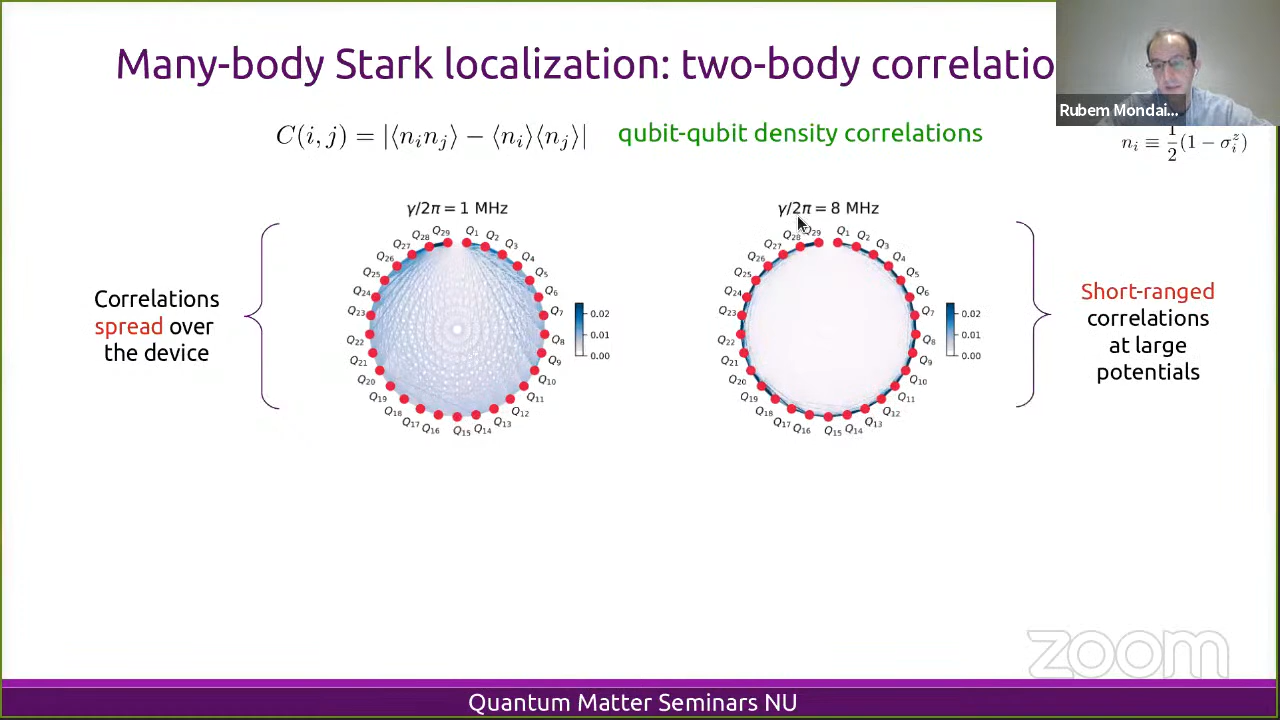 Many-body Stark localization: two-body correlatio
Rubem Mondai...
C(i, j) = |⟨n_i n_j⟩ − ⟨n_i⟩⟨n_j⟩|
qubit-qubit density correlations
n_i ≡ 1/2 (1 − σ_i^z)
γ/2π = 1 MHz
Q1 Q2 Q3 Q4 Q5 Q6 Q7 Q8 Q9 Q10 Q11 Q12 Q13 Q14 Q15 Q16 Q17 Q18 Q19 Q20 Q21 Q22 Q23 Q24 Q25 Q26 Q27 Q28 Q29
0.02
0.01
0.00
γ/2π = 8 MHz
Q1 Q2 Q3 Q4 Q5 Q6 Q7 Q8 Q9 Q10 Q11 Q12 Q13 Q14 Q15 Q16 Q17 Q18 Q19 Q20 Q21 Q22 Q23 Q24 Q25 Q26 Q27 Q28 Q29
0.02
0.01
0.00
Correlations
spread over
the device
Short-ranged
correlations
at large
potentials
zoom
Quantum Matter Seminars NU